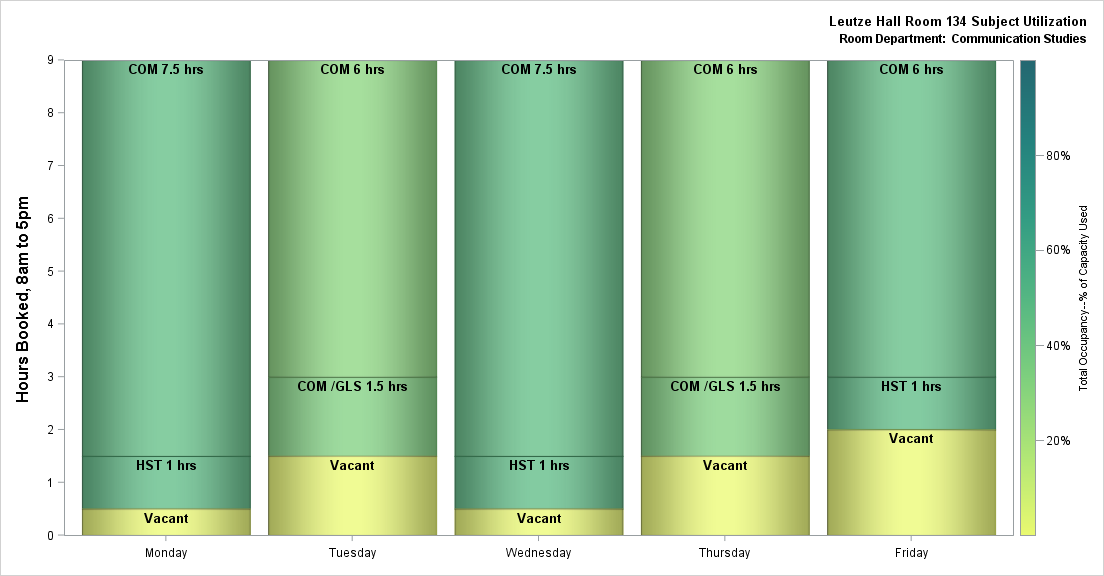 Leutze Hall Room 134 Subject Utilization
Room Department: Communication Studies
Hours Booked, 8am to 5pm
9
8
7
6
5
4
3
2
1
0
COM 7.5 hrs
HST 1 hrs
Vacant
Monday
COM 6 hrs
COM /GLS 1.5 hrs
Vacant
Tuesday
COM 7.5 hrs
HST 1 hrs
Vacant
Wednesday
COM 6 hrs
COM /GLS 1.5 hrs
Vacant
Thursday
COM 6 hrs
HST 1 hrs
Vacant
Friday
80%
60%
40%
20%
Total Occupancy--% of Capacity Used